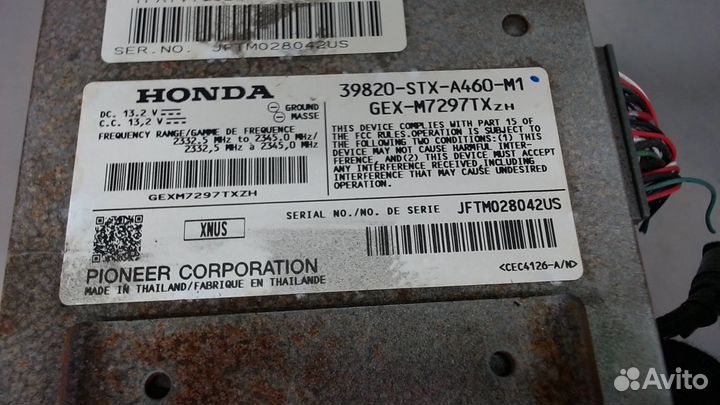 SER.NO. JFTM028042US
HONDA
39820-STX-A460-M1
GEX-M7297TXZH
DC. 13.2 V
C.C. 13,2 V
GROUND
MASSE
FREQUENCY RANGE/GAMME DE FREQUENCE
2332.5 MHz to 2345.0 MHz/
2332,5 MHz à 2345,0 MHz
THIS DEVICE COMPLIES WITH PART 15 OF
THE FCC RULES.OPERATION IS SUBJECT TO
THE FOLLOWING TWO CONDITIONS:(1) THIS
DEVICE MAY NOT CAUSE HARMFUL INTER-
FERENCE, AND(2) THIS DEVICE MUST ACCEPT
ANY INTERFERENCE RECEIVED,INCLUDING
INTERFERENCE THAT MAY CAUSE UNDESIRED
OPERATION.
GEXM7297TXZH
SERIAL NO./NO. DE SERIE JFTM028042US
XNUS
PIONEER CORPORATION
MADE IN THAILAND/FABRIQUE EN THAILANDE
<CEC4126-A/N>
Avito